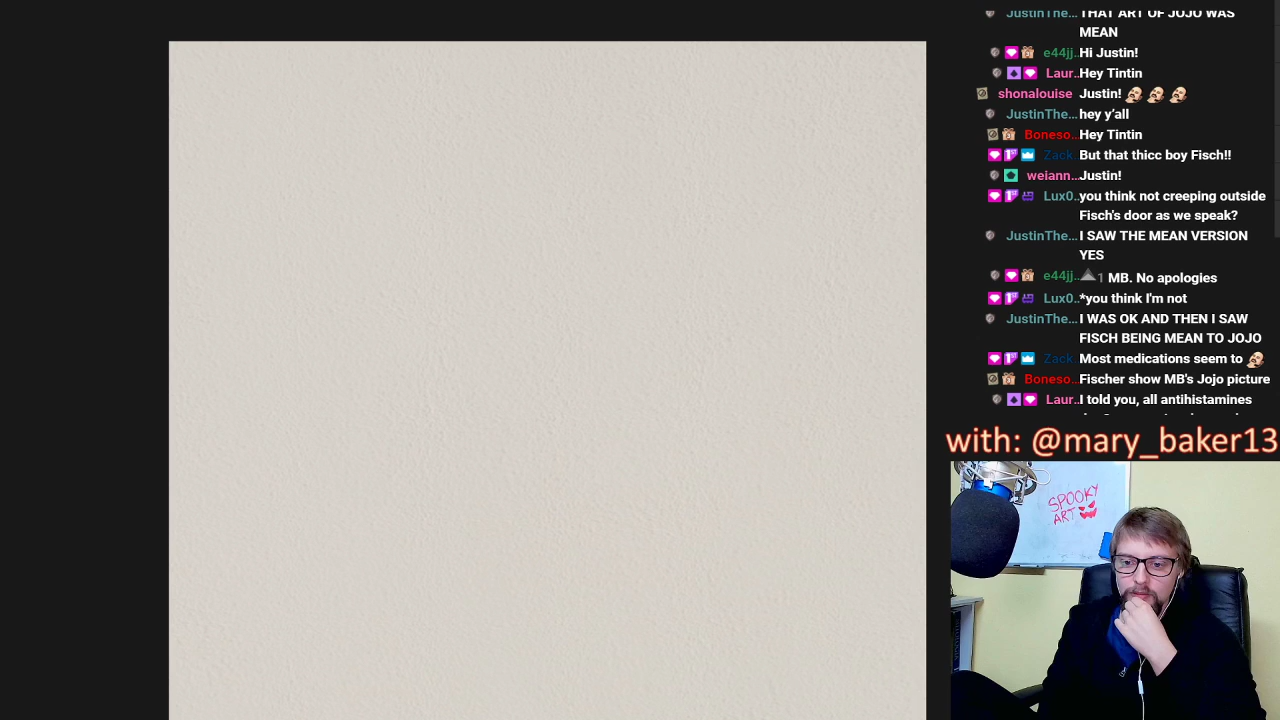 JustinThe... THAT ART OF JOJO WAS
MEAN
e44jj.. Hi Justin!
Laur.. Hey Tintin
shonalouise Justin!
JustinThe... hey y'all
Boneso.. Hey Tintin
Zack. But that thicc boy Fisch!!
weiann... Justin!
Lux0.. you think not creeping outside
Fisch's door as we speak?
JustinThe... I SAW THE MEAN VERSION
YES
e44jj.. 1 MB. No apologies
Lux0.. *you think I'm not
JustinThe... I WAS OK AND THEN I SAW
FISCH BEING MEAN TO JOJO
Zack. Most medications seem to
Boneso.. Fischer show MB's Jojo picture
Laur.. I told you, all antihistamines
with: @mary_baker13
SPOOKY
ART